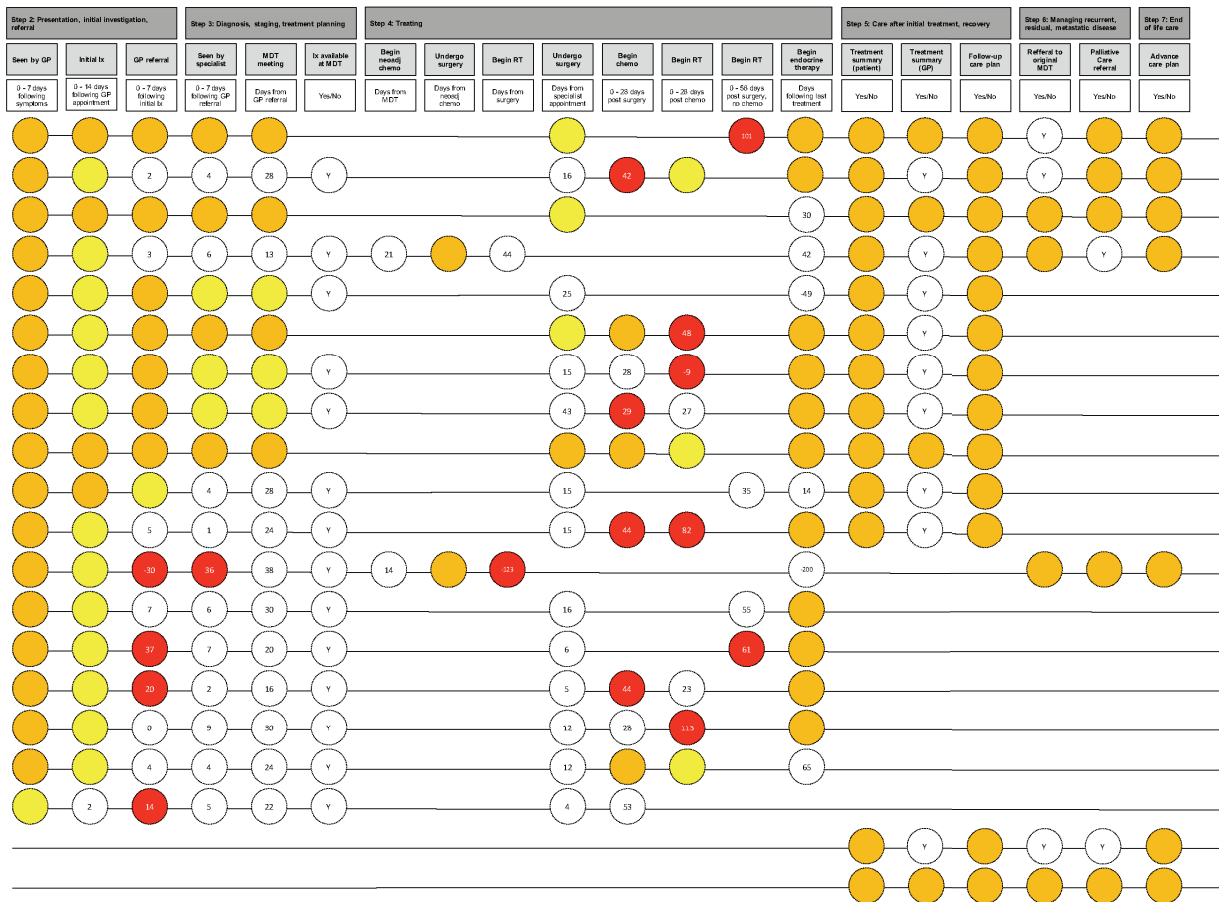 Step 2: Presentation, initial investigation, referral
Step 3: Diagnosis, staging, treatment planning
Step 4: Treating
Step 5: Care after initial treatment, recovery
Step 6: Managing recurrent, residual, metastatic disease
Step 7: End of life care
Seen by GP
Initial Ix
GP referral
Seen by specialist
MDT meeting
Ix available at MDT
Begin neoadj chemo
Undergo surgery
Begin RT
Undergo surgery
Begin chemo
Begin RT
Begin RT
Begin endocrine therapy
Treatment summary (patient)
Treatment summary (GP)
Follow-up care plan
Refferal to original MDT
Palliative Care referral
Advance care plan
0 - 7 days following symptoms
0 - 14 days following GP appointment
0 - 7 days following initial Ix
0 - 7 days following GP referral
Days from GP referral
Yes/No
Days from MDT
Days from neoadj chemo
Days from surgery
Days from specialist appointment
0 - 28 days post surgery
0 - 28 days post chemo
0 - 56 days post surgery, no chemo
Days following last treatment
Yes/No
Yes/No
Yes/No
Yes/No
Yes/No
Yes/No
101 Y
2 4 28 Y 16 42 Y Y
30
3 6 13 Y 21 44 42 Y Y
Y 25 -49 Y
48 Y
Y 15 28 -9 Y
Y 43 29 27 Y
4 28 Y 15 35 14 Y
5 1 24 Y 15 44 82 Y
-30 36 38 Y 14 -123 -200
7 6 30 Y 16 55
37 7 20 Y 6 61
20 2 16 Y 5 44 23
0 9 30 Y 12 28 113
4 4 24 Y 12 65
2 14 5 22 Y 4 53
Y Y Y